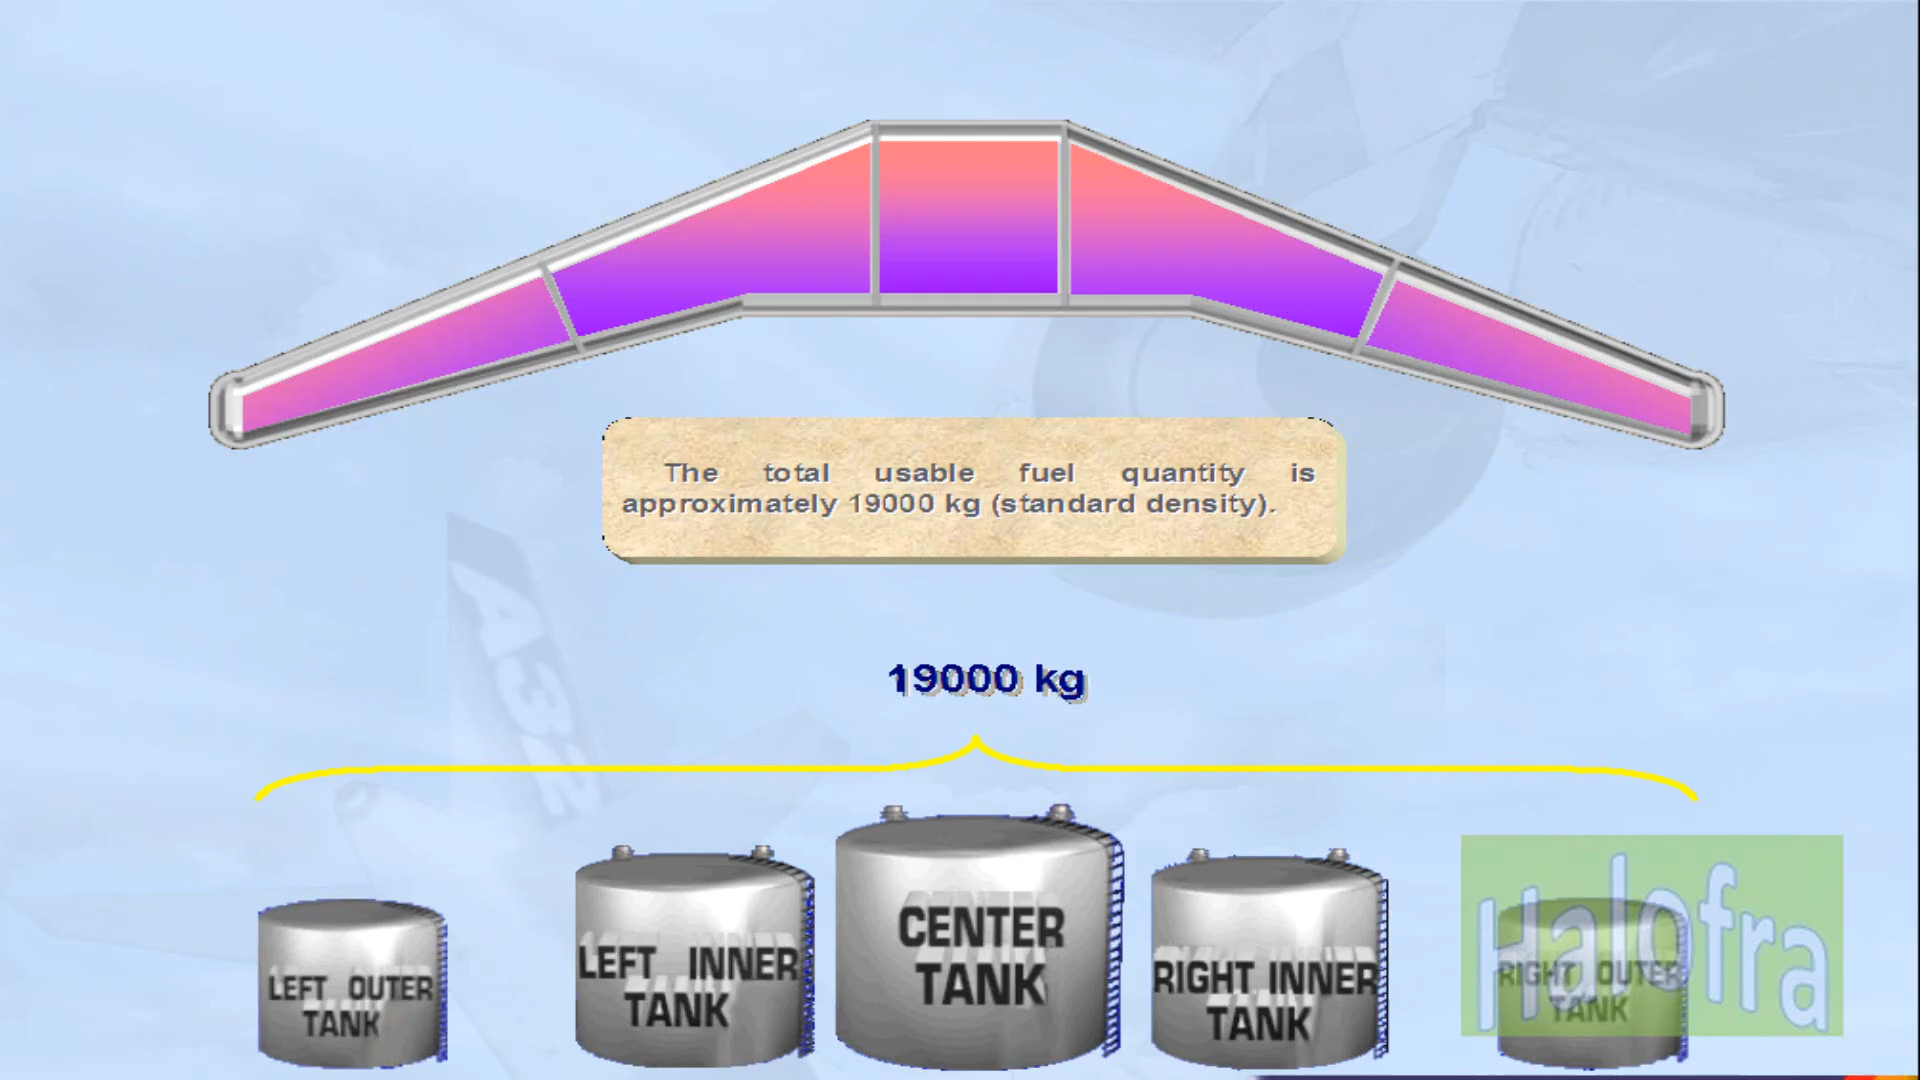 The total usable fuel quantity is
approximately 19000 kg (standard density).
A32
19000 kg
LEFT OUTER
TANK
LEFT INNER
TANK
CENTER
TANK
RIGHT INNER
TANK
RIGHT OUTER
TANK
Halofra